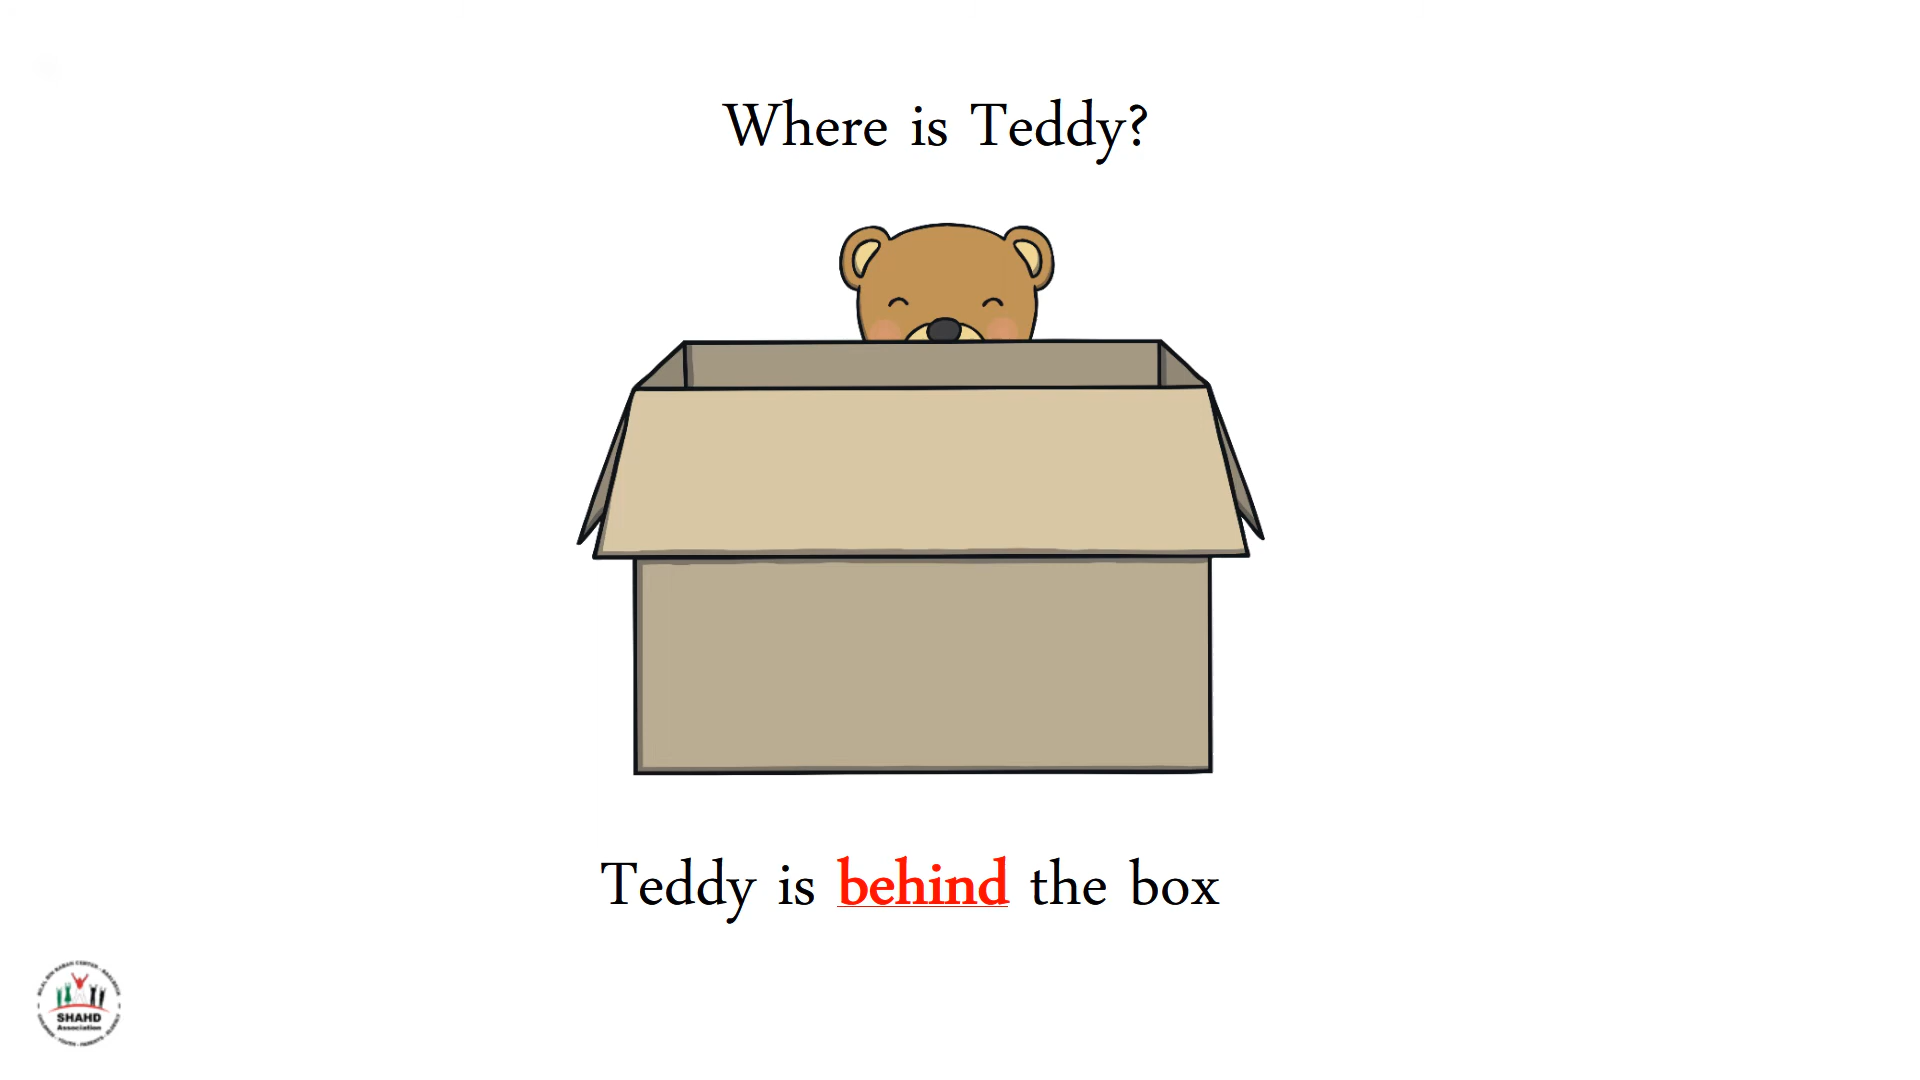 Where is Teddy?
Teddy is behind the box
SHAHD
Association